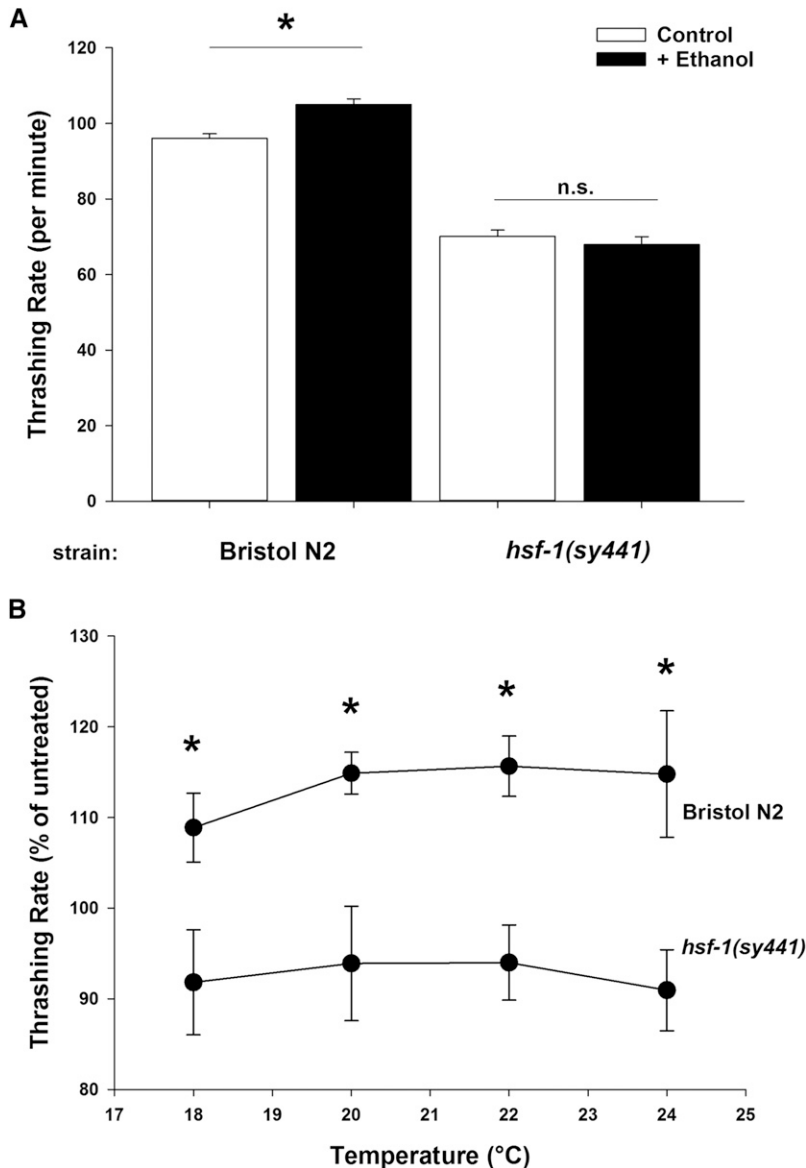 A
*
Control
+ Ethanol
n.s.
Thrashing Rate (per minute)
120
100
80
60
40
20
0
strain: Bristol N2 hsf-1(sy441)
B
Thrashing Rate (% of untreated)
130
120
110
100
90
80
* * * *
Bristol N2
hsf-1(sy441)
17 18 19 20 21 22 23 24 25
Temperature (°C)